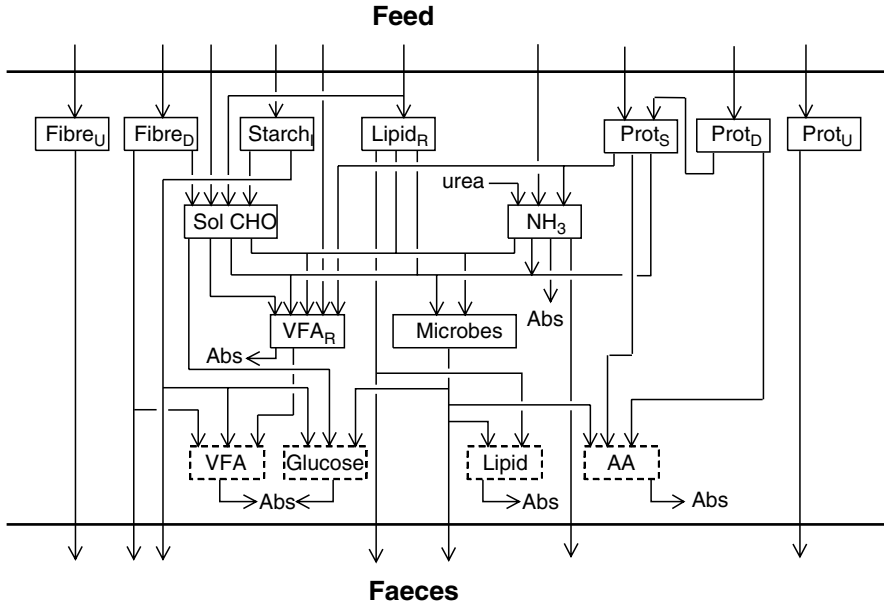 Feed
Fibre_U Fibre_D Starch_I Lipid_R Prot_S Prot_D Prot_U
urea
Sol CHO NH_3
Abs
VFA_R Microbes
Abs
VFA Glucose Lipid AA
Abs Abs Abs
Faeces